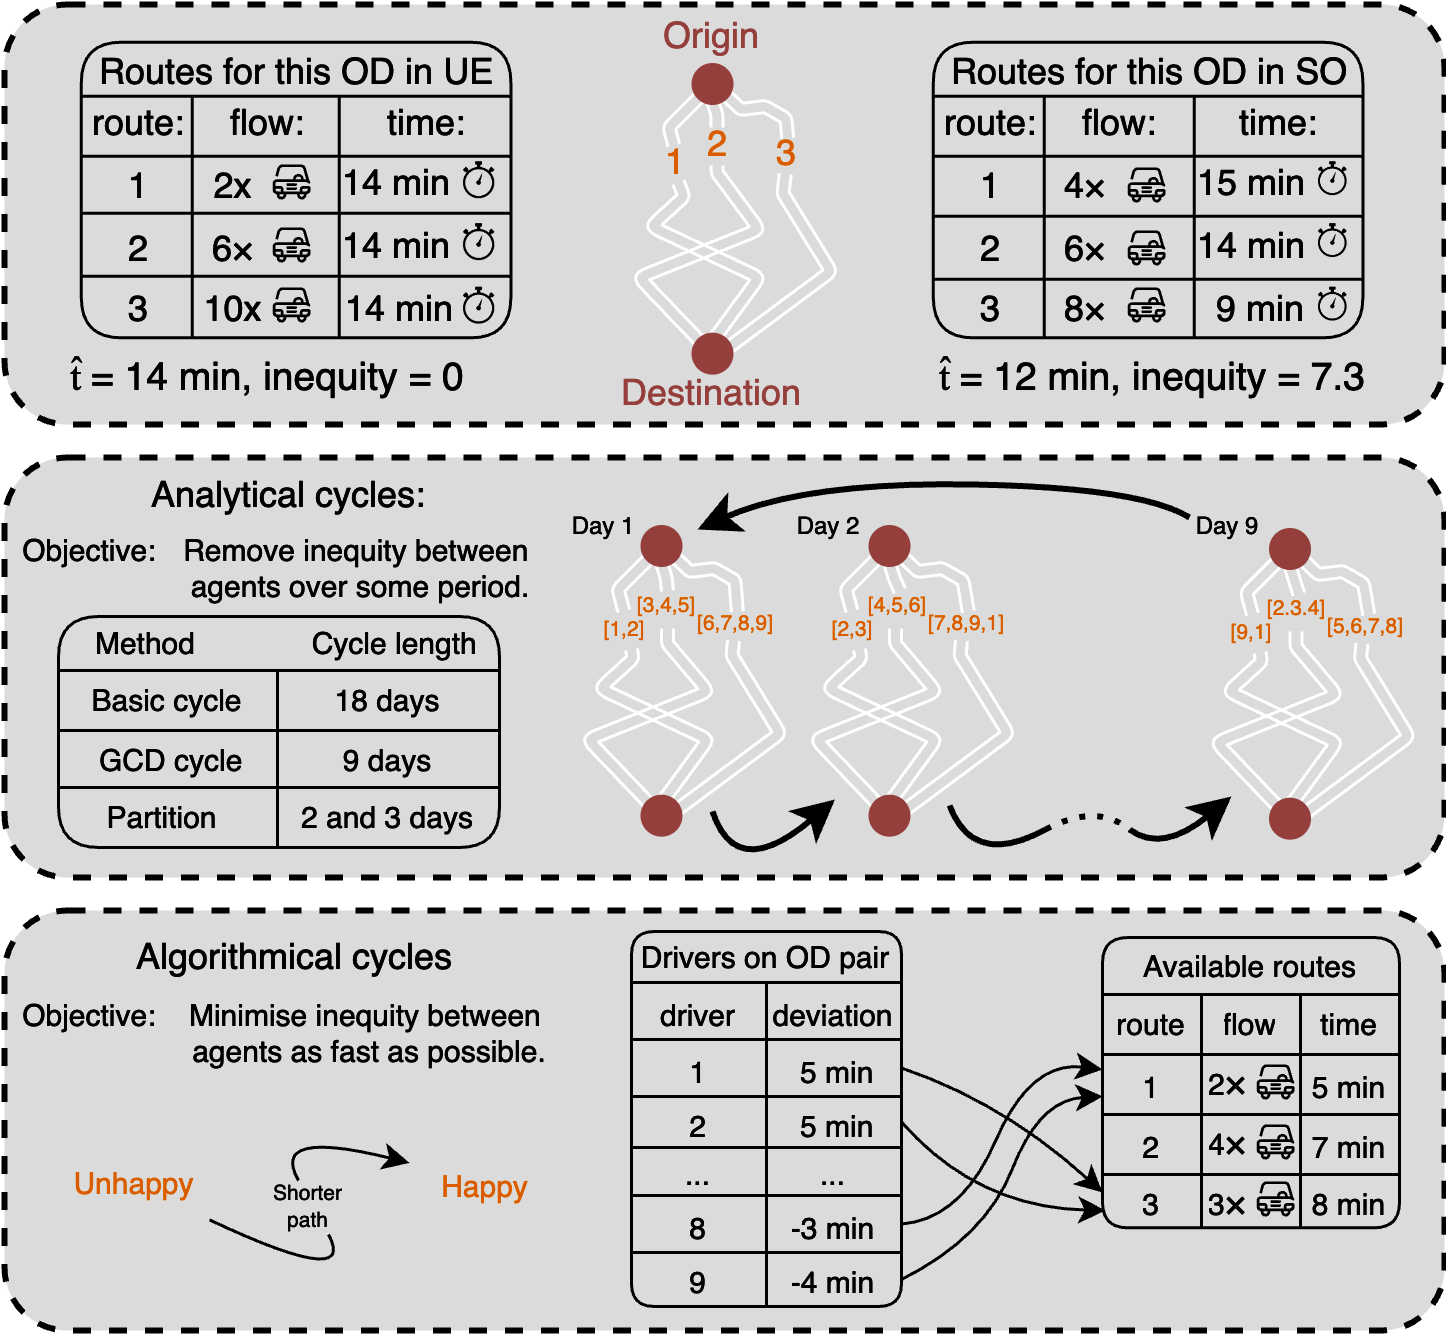 Origin
Routes for this OD in UE
route: flow: time:
1 2x 14 min
2 6× 14 min
3 10x 14 min
t̂ = 14 min, inequity = 0
1
2
3
Destination
Routes for this OD in SO
route: flow: time:
1 4× 15 min
2 6× 14 min
3 8× 9 min
t̂ = 12 min, inequity = 7.3
Analytical cycles:
Objective: Remove inequity between
agents over some period.
Method Cycle length
Basic cycle 18 days
GCD cycle 9 days
Partition 2 and 3 days
Day 1
[1,2]
[3,4,5]
[6,7,8,9]
Day 2
[2,3]
[4,5,6]
[7,8,9,1]
Day 9
[9,1]
[2.3.4]
[5,6,7,8]
Algorithmical cycles
Objective: Minimise inequity between
agents as fast as possible.
Unhappy
Shorter
path
Happy
Drivers on OD pair
driver deviation
1 5 min
2 5 min
... ...
8 -3 min
9 -4 min
Available routes
route flow time
1 2× 5 min
2 4× 7 min
3 3× 8 min